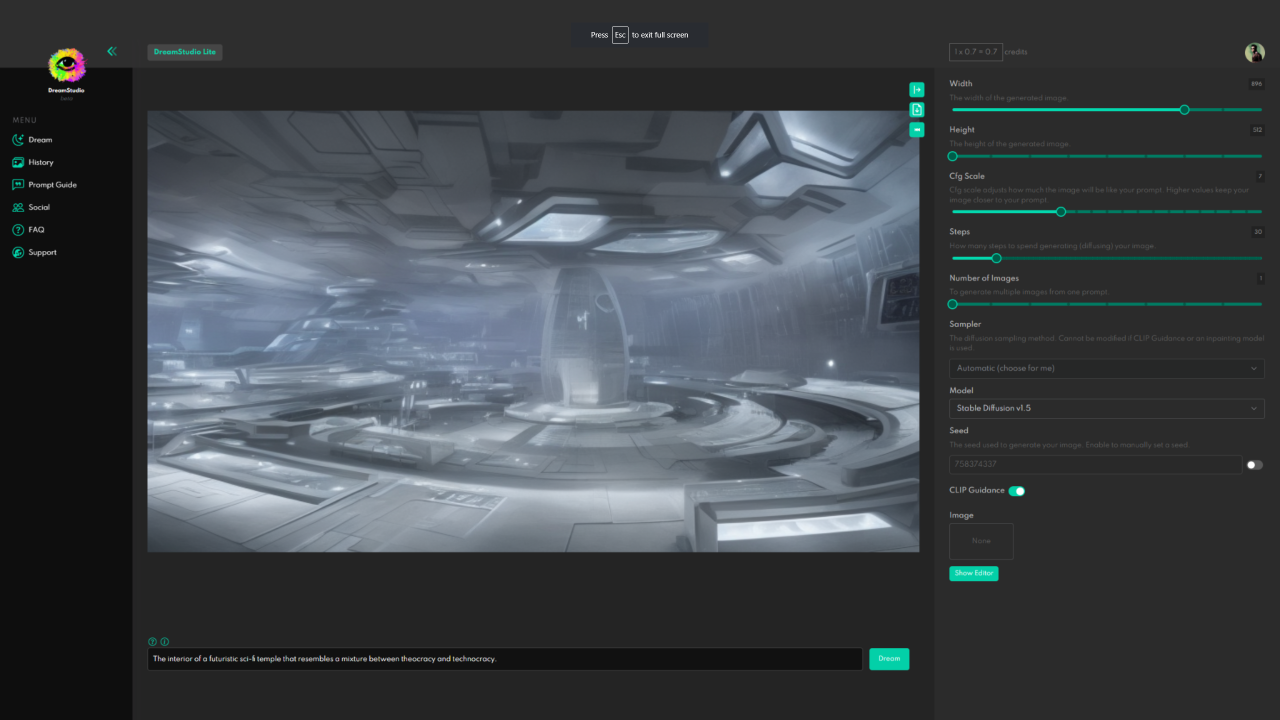 Press Esc to exit full screen
DreamStudio Lite
1 x 0.7 = 0.7 credits
DreamStudio
MENU
Dream
History
Prompt Guide
Social
FAQ
Support
Width 896
The width of the generated image.
Height 512
The height of the generated image.
Cfg Scale 7
Cfg scale adjusts how much the image will be like your prompt. Higher values keep your
image closer to your prompt.
Steps 30
How many steps to spend generating (diffusing) your image.
Number of Images 1
To generate multiple images from one prompt.
Sampler
The diffusion sampling method. Cannot be modified if CLIP Guidance or an inpainting model
is used.
Automatic (choose for me)
Model
Stable Diffusion v1.5
Seed
The seed used to generate your image. Enable to manually set a seed.
758374337
CLIP Guidance
Image
None
Show Editor
The interior of a futuristic sci-fi temple that resembles a mixture between theocracy and technocracy.
Dream